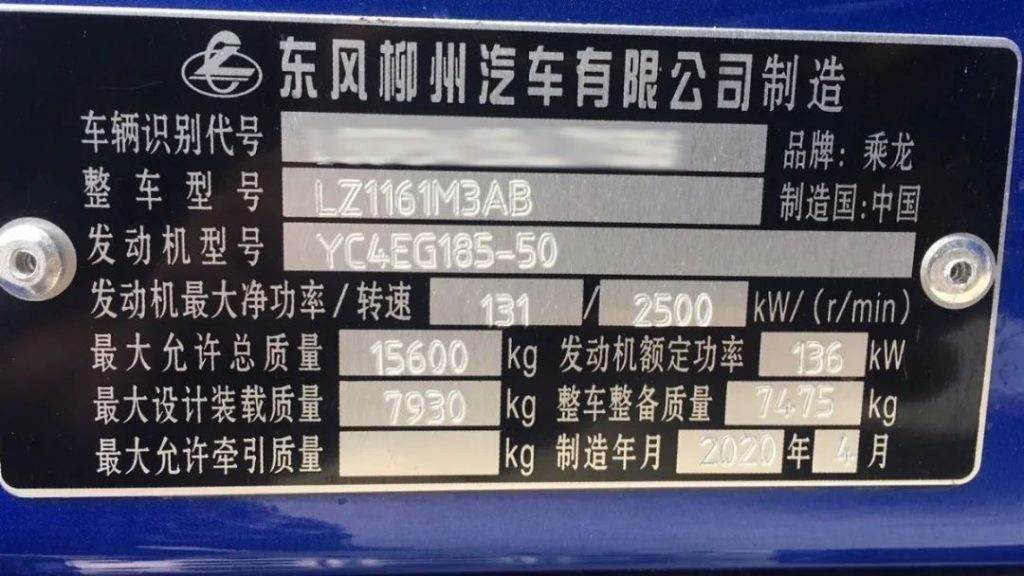 东风柳州汽车有限公司制造
车辆识别代号 品牌：乘龙
整车型号 LZ1161M3AB 制造国：中国
发动机型号 YC4EG185-50
发动机最大净功率/转速 131 / 2500 kW/(r/min)
最大允许总质量 15600 kg 发动机额定功率 136 kW
最大设计装载质量 7930 kg 整车整备质量 7475 kg
最大允许牵引质量 kg 制造年月 2020 年 4 月